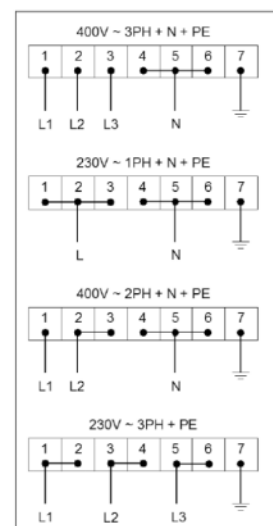 400V ~ 3PH + N + PE
1 2 3 4 5 6 7
L1 L2 L3 N
230V ~ 1PH + N + PE
1 2 3 4 5 6 7
L N
400V ~ 2PH + N + PE
1 2 3 4 5 6 7
L1 L2 N
230V ~ 3PH + PE
1 2 3 4 5 6 7
L1 L2 L3